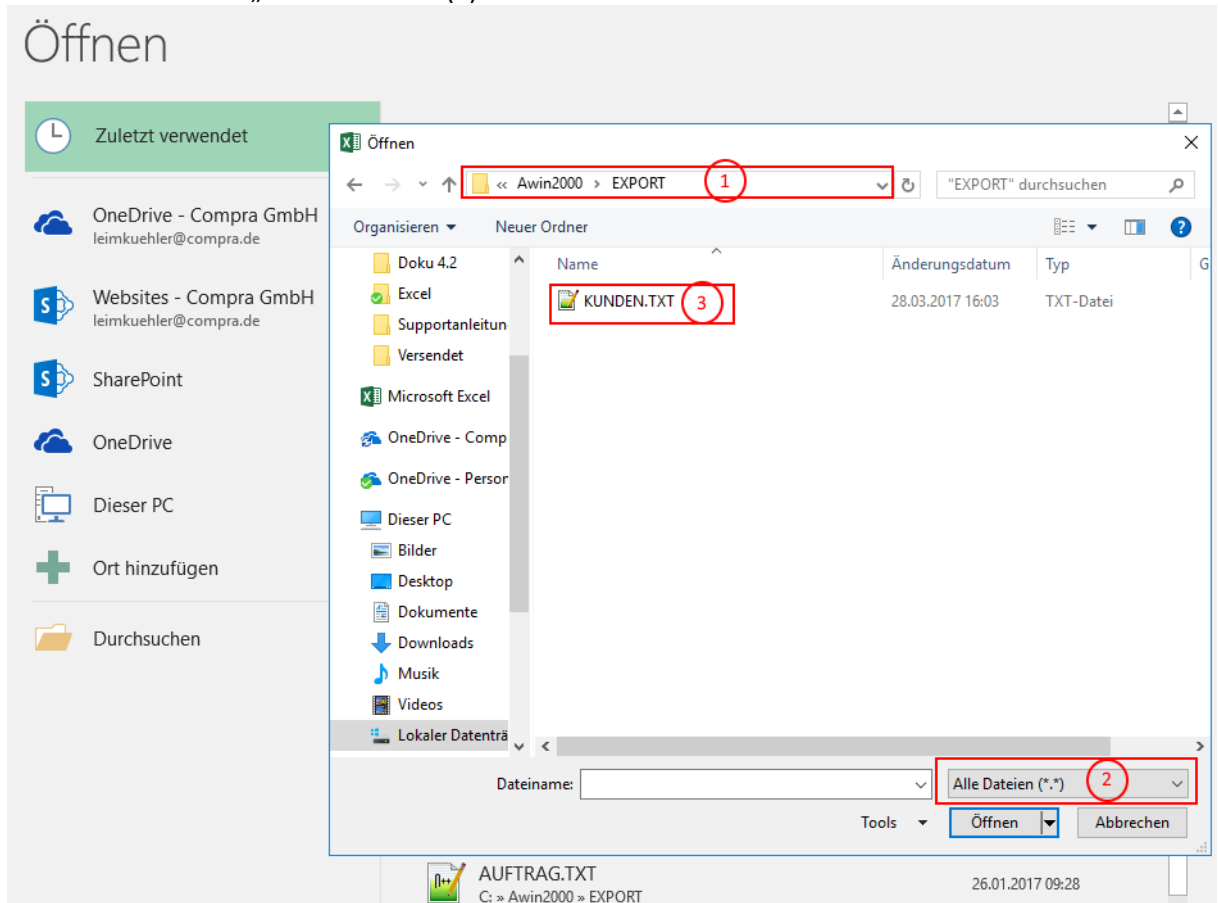 Öffnen
Zuletzt verwendet
OneDrive - Compra GmbH
leimkuehler@compra.de
Websites - Compra GmbH
leimkuehler@compra.de
SharePoint
OneDrive
Dieser PC
Ort hinzufügen
Durchsuchen
Öffnen
« Awin2000 › EXPORT 1
"EXPORT" durchsuchen
Organisieren Neuer Ordner
Name Änderungsdatum Typ G
KUNDEN.TXT 3 28.03.2017 16:03 TXT-Datei
Doku 4.2
Excel
Supportanleitun
Versendet
Microsoft Excel
OneDrive - Comp
OneDrive - Person
Dieser PC
Bilder
Desktop
Dokumente
Downloads
Musik
Videos
Lokaler Datenträ
Dateiname: Alle Dateien (*.*) 2
Tools Öffnen Abbrechen
AUFTRAG.TXT
C: » Awin2000 » EXPORT
26.01.2017 09:28